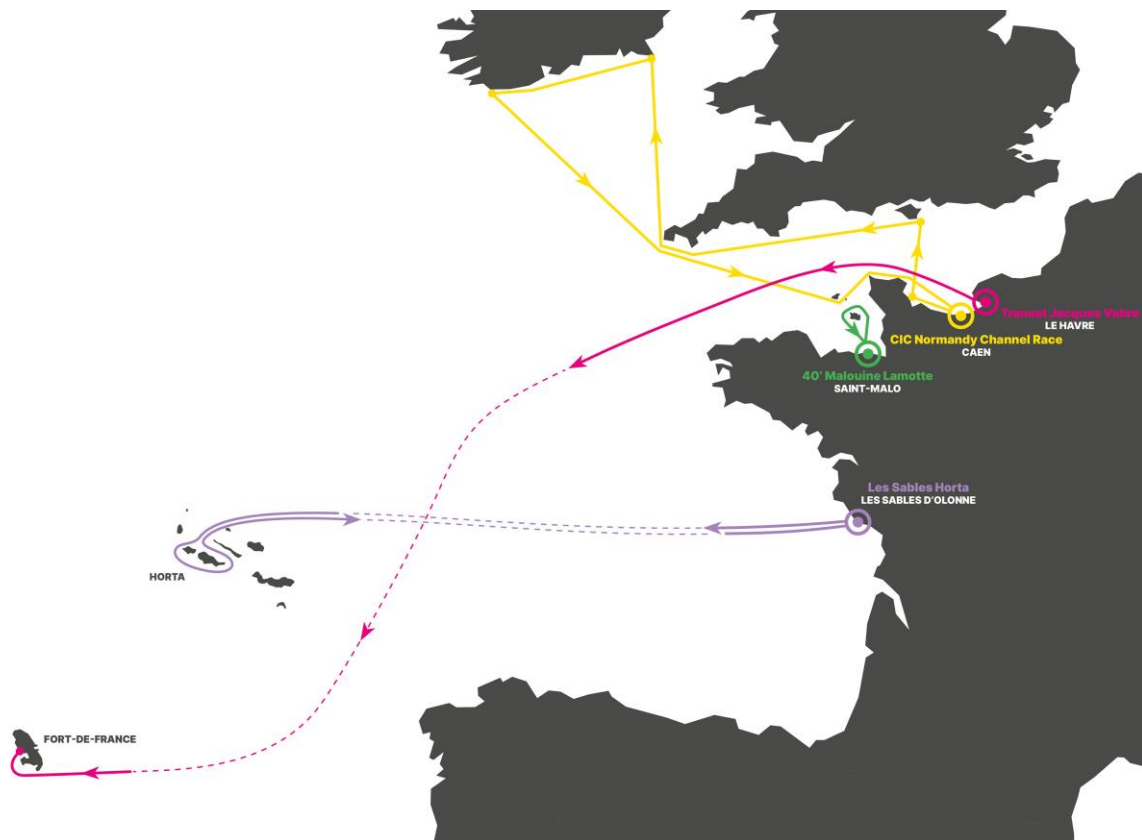 Transat Jacques Vabre
LE HAVRE
CIC Normandy Channel Race
CAEN
40' Malouine Lamotte
SAINT-MALO
Les Sables Horta
LES SABLES D'OLONNE
HORTA
FORT-DE-FRANCE